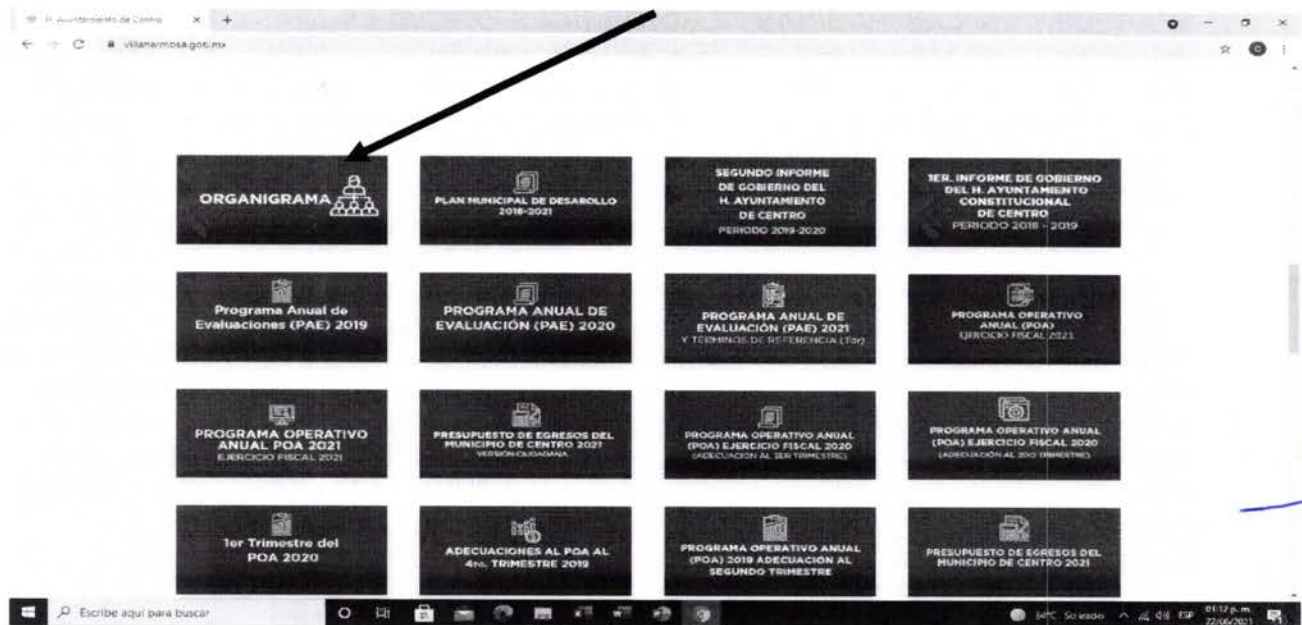 H. Ayuntamiento de Centro
villahermosa.gob.mx
ORGANIGRAMA
PLAN MUNICIPAL DE DESAROLLO
2018-2021
SEGUNDO INFORME
DE GOBIERNO DEL
H. AYUNTAMIENTO
DE CENTRO
PERIODO 2019-2020
1ER. INFORME DE GOBIERNO
DEL H. AYUNTAMIENTO
CONSTITUCIONAL
DE CENTRO
PERIODO 2018 - 2019
Programa Anual de
Evaluaciones (PAE) 2019
PROGRAMA ANUAL DE
EVALUACIÓN (PAE) 2020
PROGRAMA ANUAL DE
EVALUACIÓN (PAE) 2021
Y TERMINOS DE REFERENCIA (Tdr)
PROGRAMA OPERATIVO
ANUAL (POA)
EJERCICIO FISCAL 2021
PROGRAMA OPERATIVO
ANUAL POA 2021
EJERCICIO FISCAL 2021
PRESUPUESTO DE EGRESOS DEL
MUNICIPIO DE CENTRO 2021
VERSIÓN CIUDADANA
PROGRAMA OPERATIVO ANUAL
(POA) EJERCICIO FISCAL 2020
(ADECUACIÓN AL 1ER TRIMESTRE)
PROGRAMA OPERATIVO ANUAL
(POA) EJERCICIO FISCAL 2020
(ADECUACIÓN AL 2DO TRIMESTRE)
1er Trimestre del
POA 2020
ADECUACIONES AL POA AL
4to. TRIMESTRE 2019
PROGRAMA OPERATIVO ANUAL
(POA) 2019 ADECUACION AL
SEGUNDO TRIMESTRE
PRESUPUESTO DE EGRESOS DEL
MUNICIPIO DE CENTRO 2021
Escribe aquí para buscar
34°C Soleado
ESP
01:12 p. m.
22/06/2021